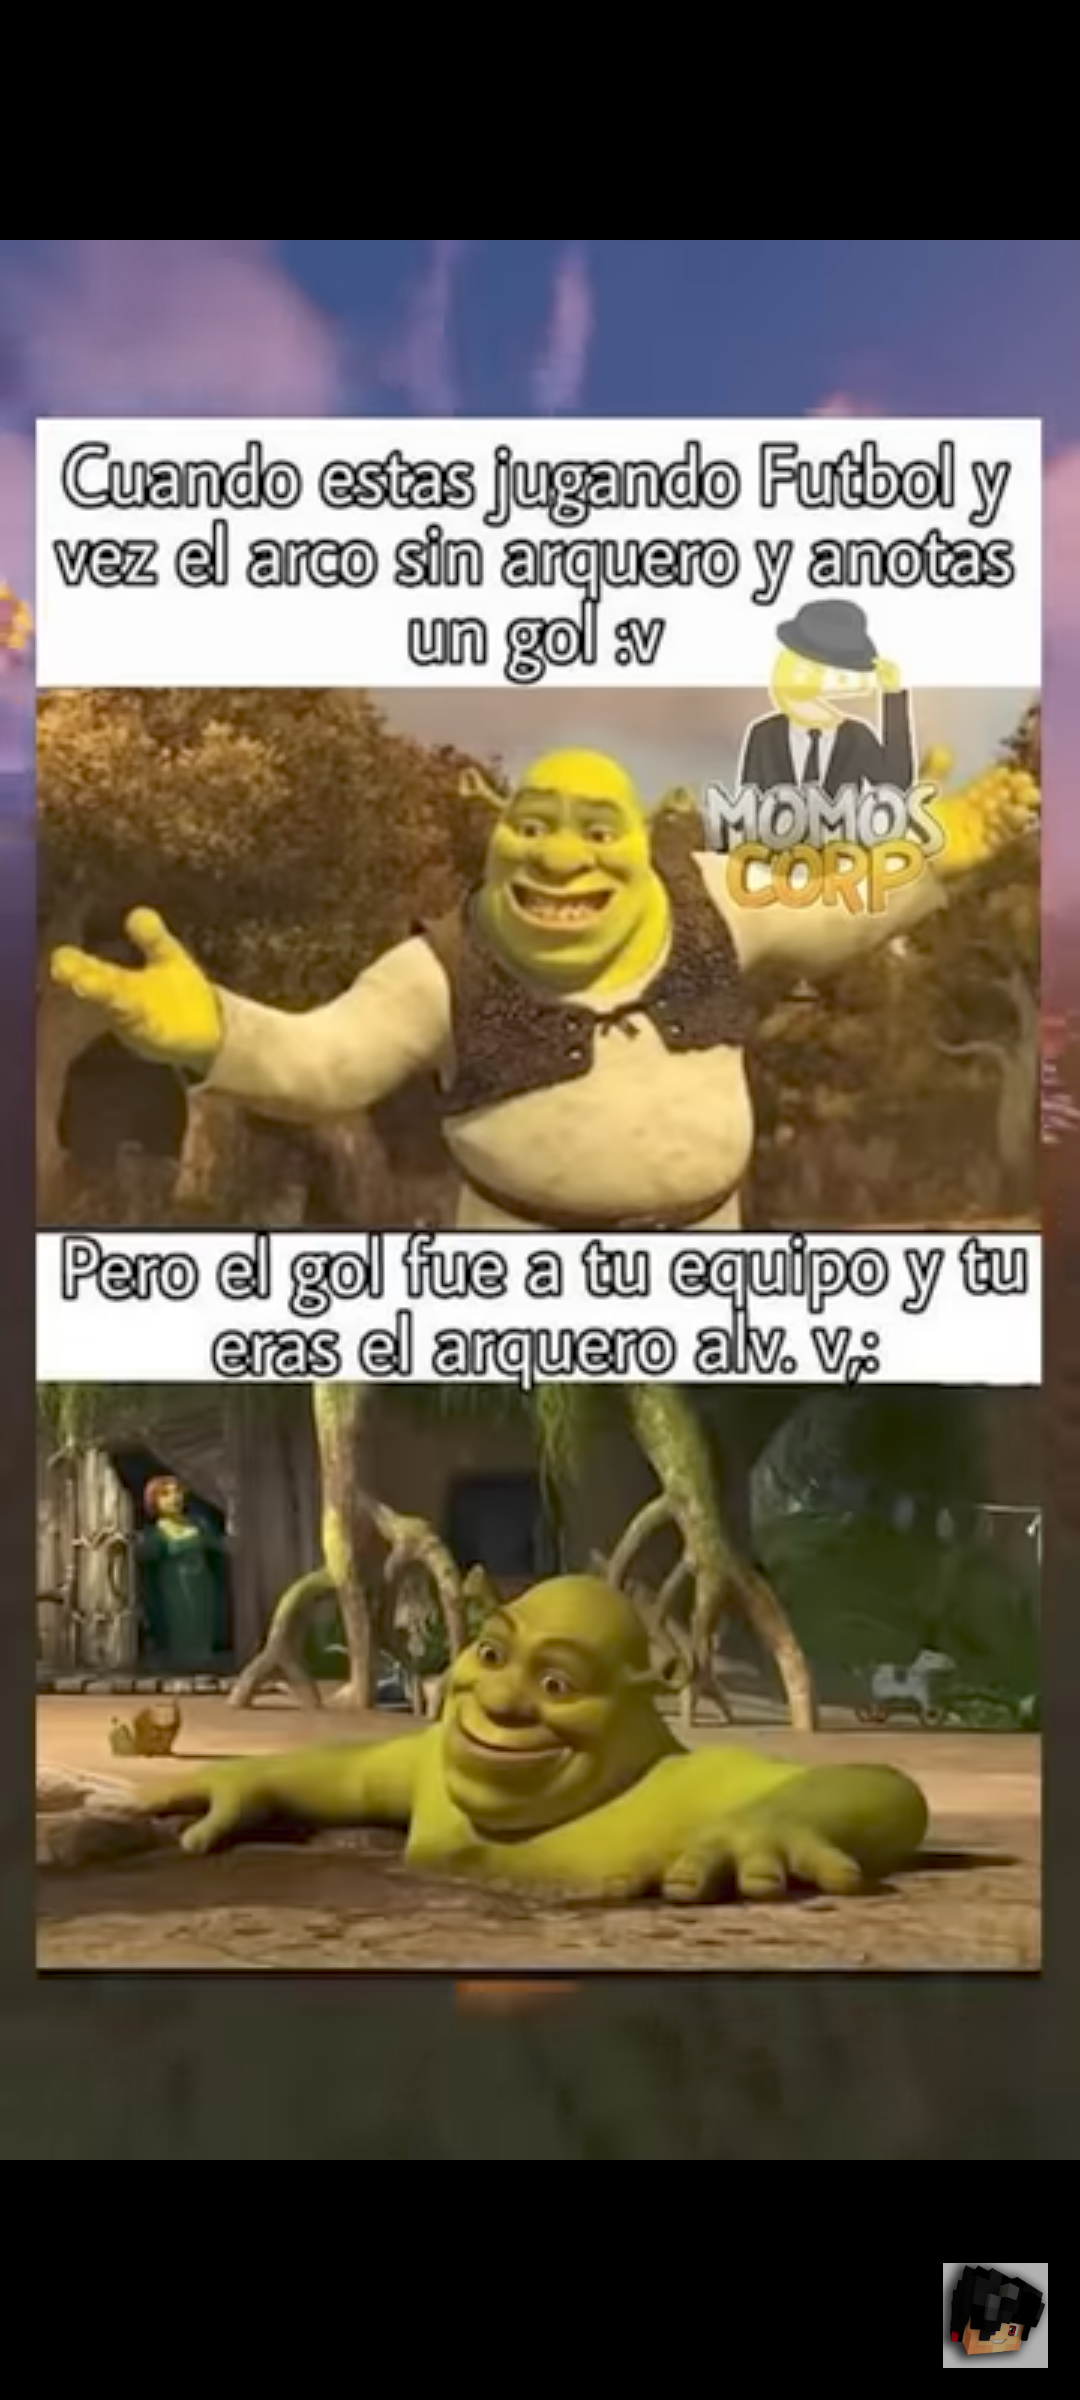 Cuando estas jugando Futbol y
vez el arco sin arquero y anotas
un gol :v
MOMOS
CORP
Pero el gol fue a tu equipo y tu
eras el arquero alv. v,: